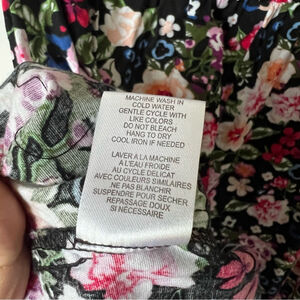 MACHINE WASH IN
COLD WATER
GENTLE CYCLE WITH
LIKE COLORS
DO NOT BLEACH
HANG TO DRY
COOL IRON IF NEEDED
LAVER A LA MACHINE
A L'EAU FROIDE
AU CYCLE DELICAT
AVEC COULEURS SIMILAIRES
NE PAS BLANCHIR
SUSPENDRE POUR SECHER
REPASSAGE DOUX
SI NECESSAIRE